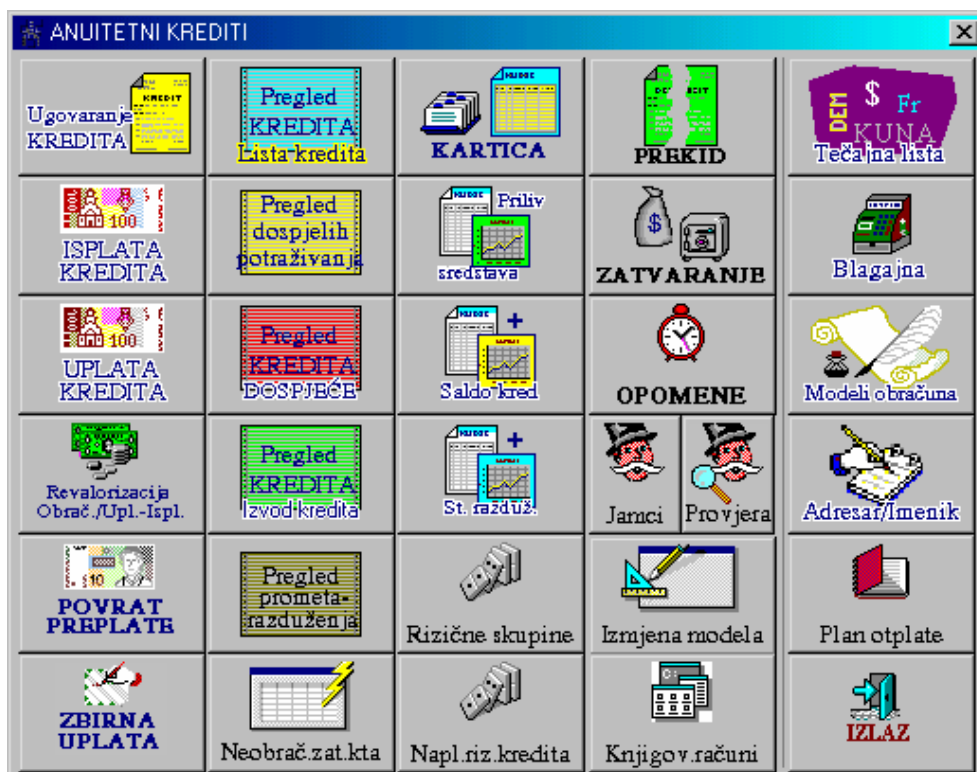 ANUITETNI KREDITI
Ugovaranje
KREDITA
KREDIT
Pregled
KREDITA
Lista kredita
KARTICA
PREKID
DEM $ Fr
KUNA
Tečajna lista
100
ISPLATA
KREDITA
Pregled
dospjelih
potraživanja
Priliv
sredstava
$
ZATVARANJE
Blagajna
100
UPLATA
KREDITA
Pregled
KREDITA
DOSPJEĆE
+
Saldo kred
OPOMENE
Modeli obračuna
Revalorizacija
Obrač./Upl.-Ispl.
Pregled
KREDITA
Izvod kredita
+
St. razduž.
Jamci
Provjera
Adresar/Imenik
10
POVRAT
PREPLATE
Pregled
prometa-
razduženja
Rizične skupine
Izmjena modela
Plan otplate
ZBIRNA
UPLATA
Neobrač.zat.kta
Napl.riz.kredita
C:
Knjigov.računi
IZLAZ